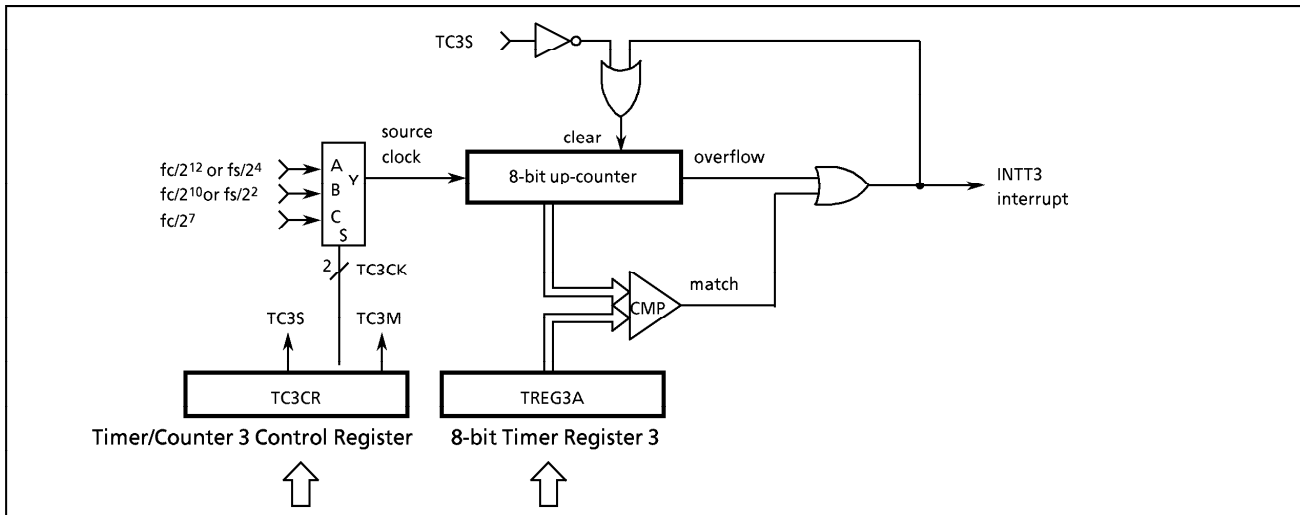 TC3S
source
clock
clear
overflow
fc/2¹² or fs/2⁴
fc/2¹⁰or fs/2²
fc/2⁷
A
B
C
Y
S
8-bit up-counter
INTT3
interrupt
2
TC3CK
CMP
match
TC3S
TC3M
TC3CR
TREG3A
Timer/Counter 3 Control Register
8-bit Timer Register 3